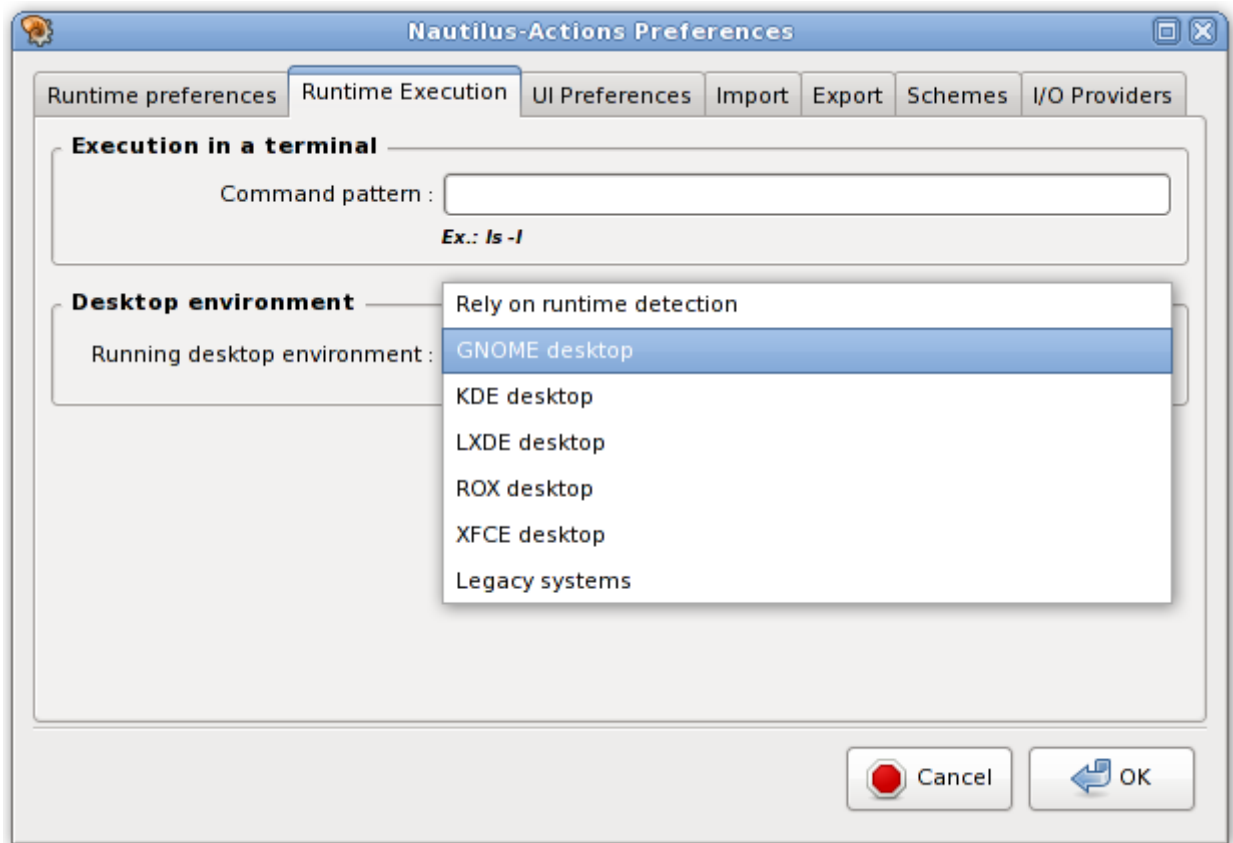 Nautilus-Actions Preferences
Runtime preferences Runtime Execution UI Preferences Import Export Schemes I/O Providers
Execution in a terminal
Command pattern :
Ex.: ls -l
Desktop environment
Running desktop environment :
Rely on runtime detection
GNOME desktop
KDE desktop
LXDE desktop
ROX desktop
XFCE desktop
Legacy systems
Cancel OK